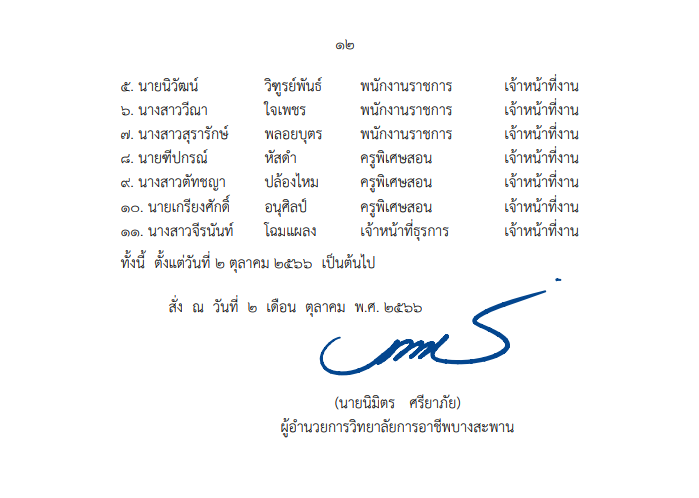 ๑๒
๕. นายนิวัฒน์ วิฑูรย์พันธ์ พนักงานราชการ เจ้าหน้าที่งาน
๖. นางสาววีณา ใจเพชร พนักงานราชการ เจ้าหน้าที่งาน
๗. นางสาวสุรารักษ์ พลอยบุตร พนักงานราชการ เจ้าหน้าที่งาน
๘. นายฑีปกรณ์ หัสดำ ครูพิเศษสอน เจ้าหน้าที่งาน
๙. นางสาวตัทชญา ปล้องไหม ครูพิเศษสอน เจ้าหน้าที่งาน
๑๐. นายเกรียงศักดิ์ อนุศิลป์ ครูพิเศษสอน เจ้าหน้าที่งาน
๑๑. นางสาวจีรนันท์ โฉมแผลง เจ้าหน้าที่ธุรการ เจ้าหน้าที่งาน
ทั้งนี้ ตั้งแต่วันที่ ๒ ตุลาคม ๒๕๖๖ เป็นต้นไป
สั่ง ณ วันที่ ๒ เดือน ตุลาคม พ.ศ. ๒๕๖๖
(นายนิมิตร ศรียาภัย)
ผู้อำนวยการวิทยาลัยการอาชีพบางสะพาน